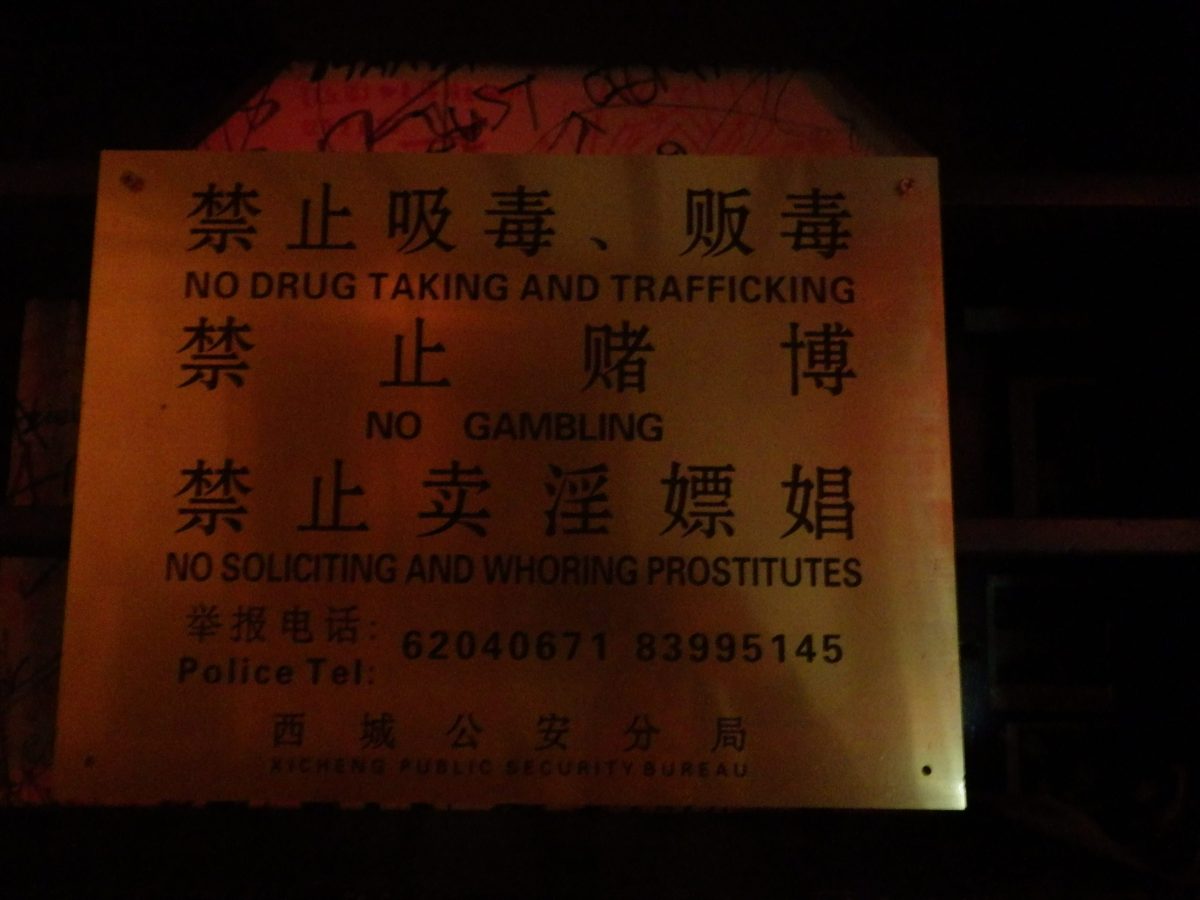 JUST
禁止吸毒、贩毒
NO DRUG TAKING AND TRAFFICKING
禁止赌博
NO GAMBLING
禁止卖淫嫖娼
NO SOLICITING AND WHORING PROSTITUTES
举报电话:
62040671 83995145
Police Tel:
西城公安分局
XICHENG PUBLIC SECURITY BUREAU